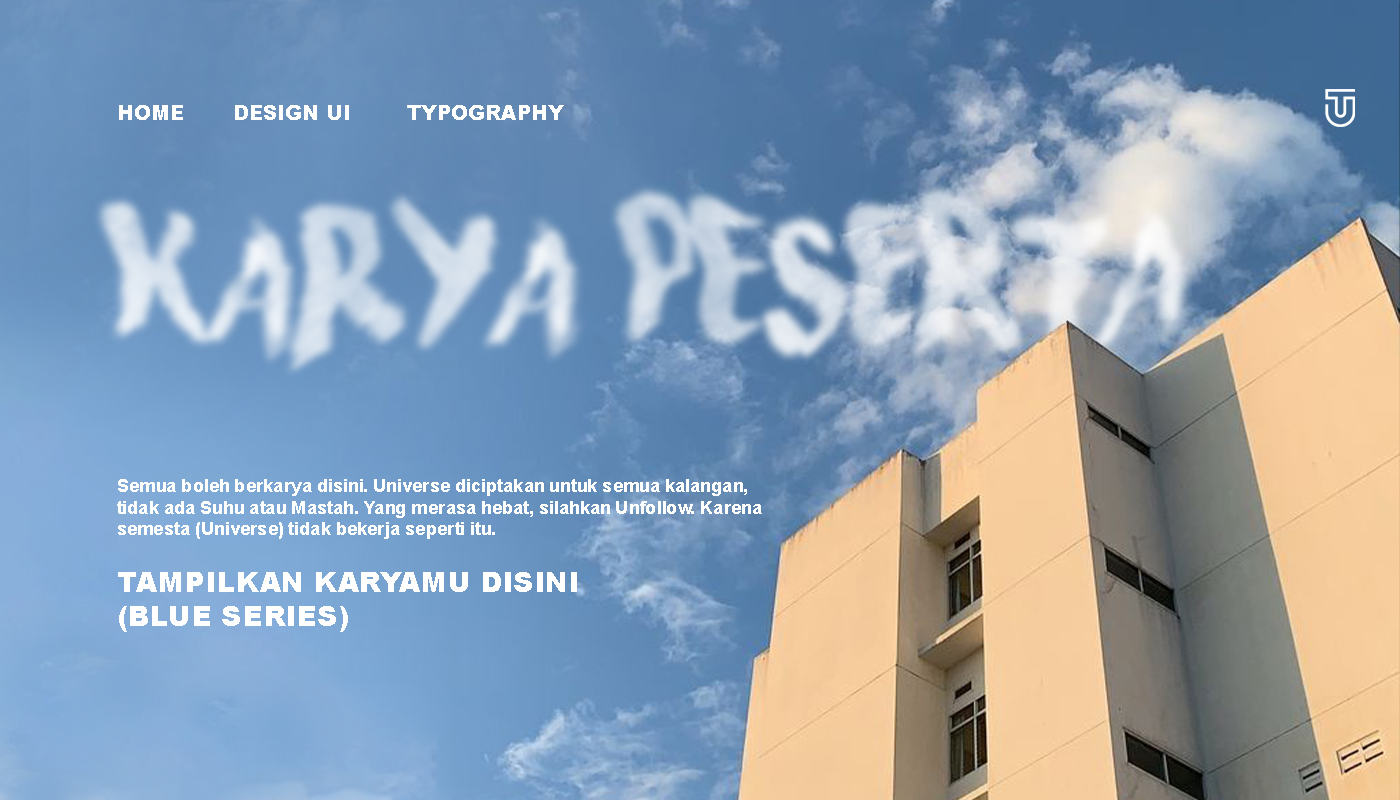 HOME DESIGN UI TYPOGRAPHY
KARYA PESERTA
Semua boleh berkarya disini. Universe diciptakan untuk semua kalangan,
tidak ada Suhu atau Mastah. Yang merasa hebat, silahkan Unfollow. Karena
semesta (Universe) tidak bekerja seperti itu.
TAMPILKAN KARYAMU DISINI
(BLUE SERIES)